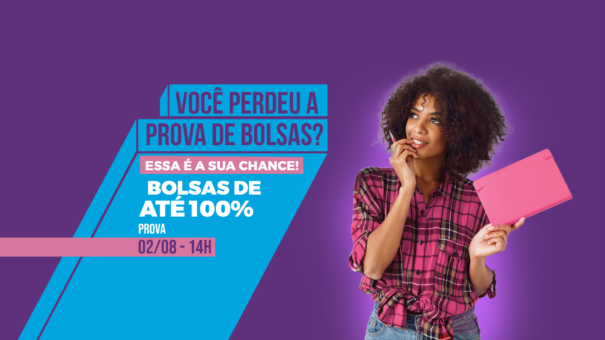 VOCÊ PERDEU A
PROVA DE BOLSAS?
ESSA É A SUA CHANCE!
BOLSAS DE
ATÉ 100%
PROVA
02/08 - 14H